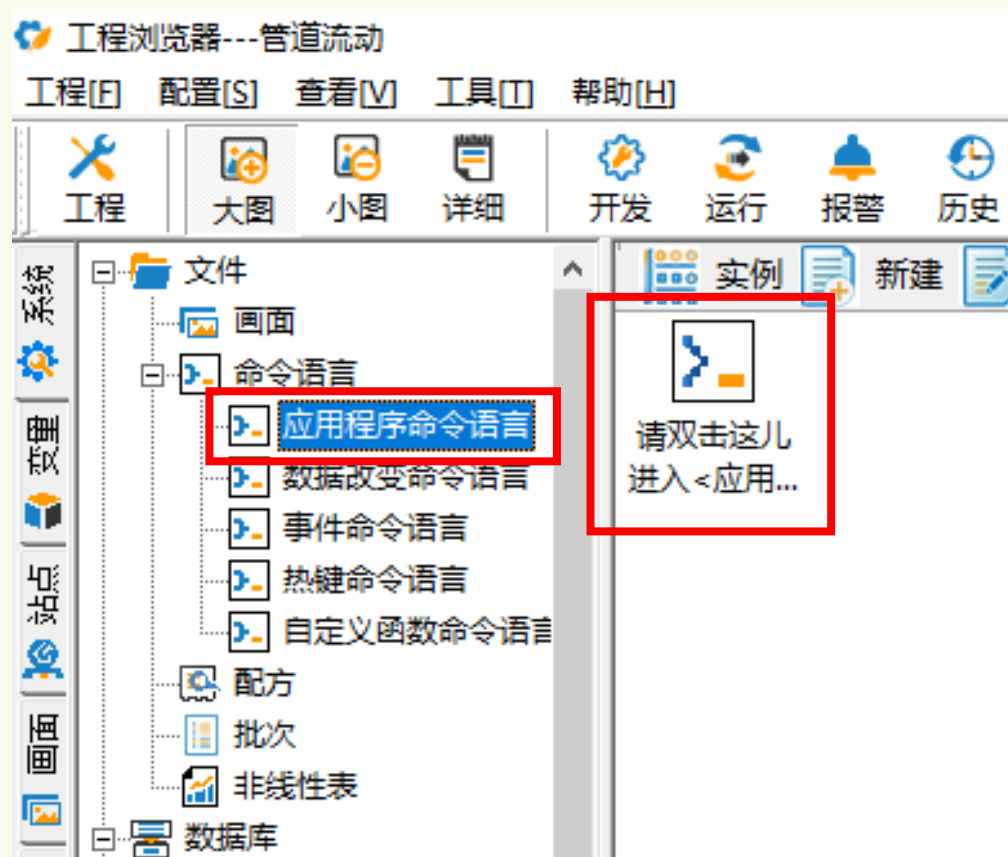 工程浏览器---管道流动
工程[F] 配置[S] 查看[V] 工具[T] 帮助[H]
工程 大图 小图 详细 开发 运行 报警 历史
系统
变量
站点
画面
文件
画面
命令语言
应用程序命令语言
数据改变命令语言
事件命令语言
热键命令语言
自定义函数命令语言
配方
批次
非线性表
数据库
实例 新建
请双击这儿
进入<应用...